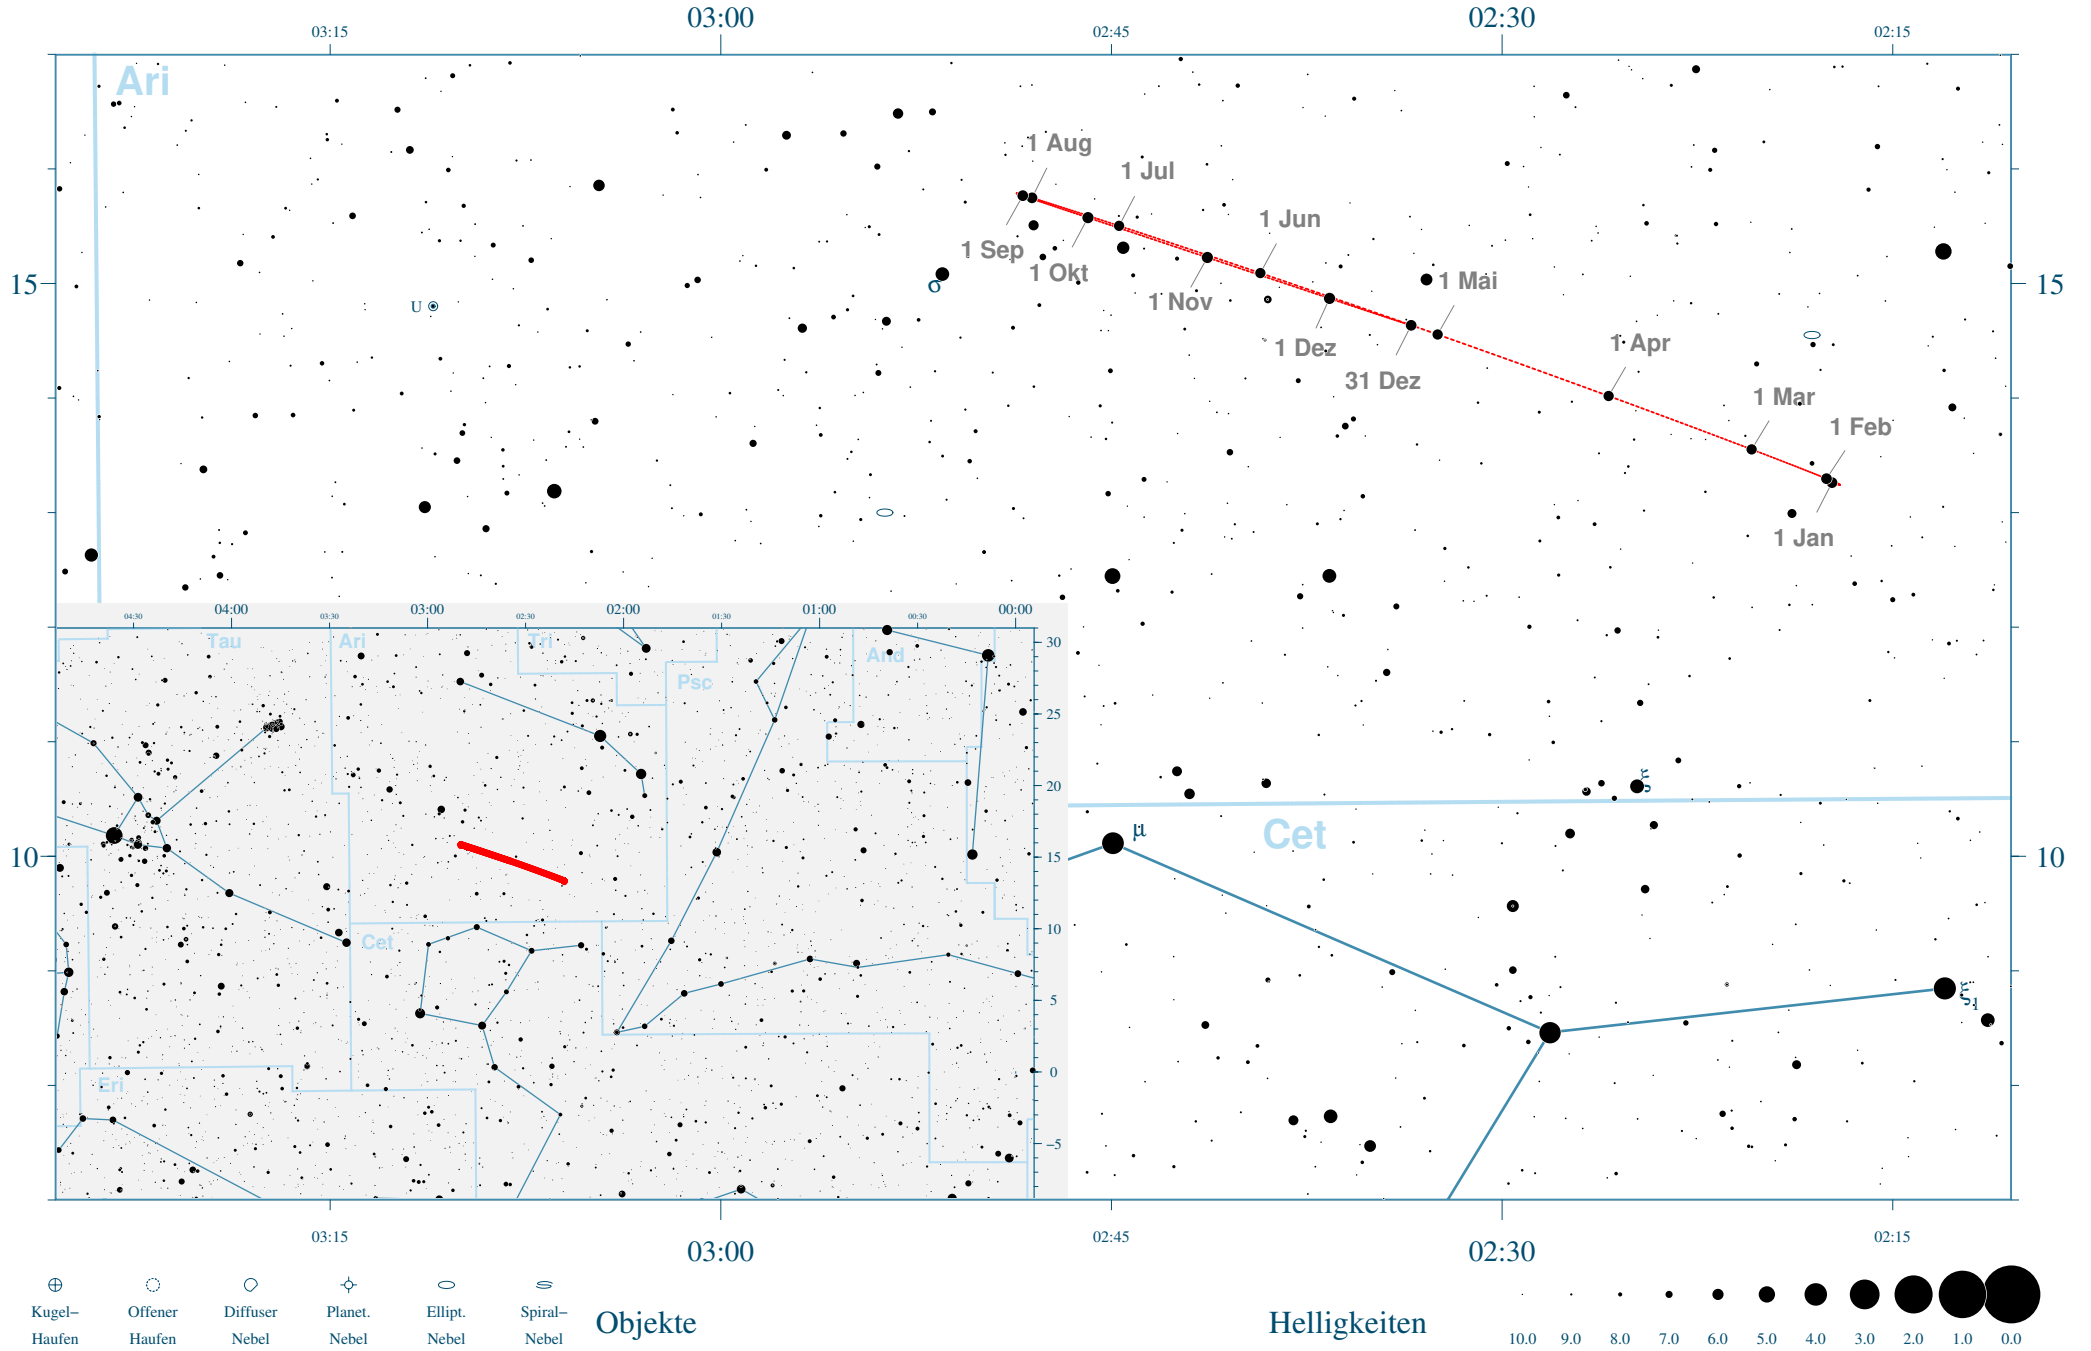 03:00 02:30
03:15 02:45 02:15
Ari
1 Aug
1 Jul
1 Jun
1 Sep
1 Okt
15 σ 1 Nov 1 Mai 15
U
1 Dez 1 Apr
31 Dez 1 Mar
1 Feb
1 Jan
04:00 03:00 02:00 01:00 00:00
04:30 03:30 02:30 01:30 00:30
Tau Ari Tri And 30
Psc
25
20
ξ
μ Cet
10 15 10
10
Cet
5 ξ1
0
Eri
−5
03:15 02:45 02:15
03:00 02:30
Kugel− Offener Diffuser Planet. Ellipt. Spiral− Objekte Helligkeiten
Haufen Haufen Nebel Nebel Nebel Nebel 10.0 9.0 8.0 7.0 6.0 5.0 4.0 3.0 2.0 1.0 0.0